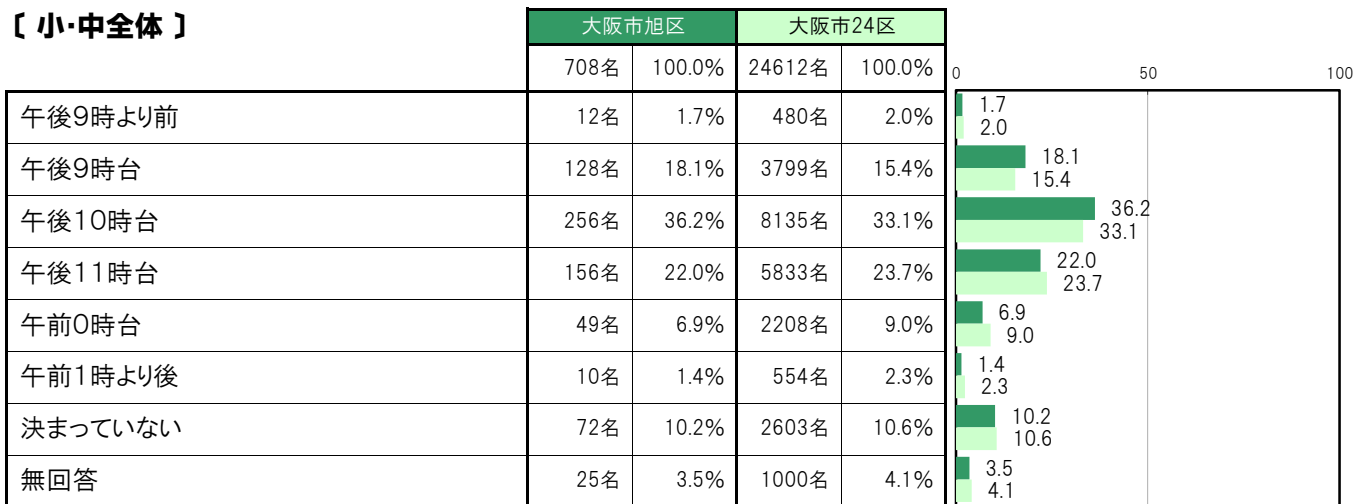 〔 小・中全体 〕
大阪市旭区 大阪市24区
708名 100.0% 24612名 100.0%
0 50 100
午後9時より前 12名 1.7% 480名 2.0% 1.7 2.0
午後9時台 128名 18.1% 3799名 15.4% 18.1 15.4
午後10時台 256名 36.2% 8135名 33.1% 36.2 33.1
午後11時台 156名 22.0% 5833名 23.7% 22.0 23.7
午前0時台 49名 6.9% 2208名 9.0% 6.9 9.0
午前1時より後 10名 1.4% 554名 2.3% 1.4 2.3
決まっていない 72名 10.2% 2603名 10.6% 10.2 10.6
無回答 25名 3.5% 1000名 4.1% 3.5 4.1